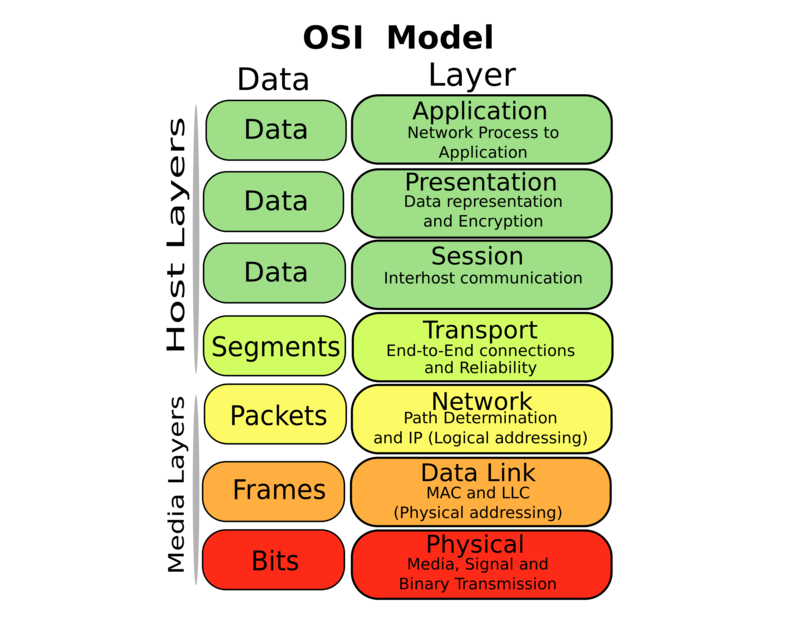 OSI Model
Data
Layer
Host Layers
Data
Application
Network Process to
Application
Data
Presentation
Data representation
and Encryption
Data
Session
Interhost communication
Segments
Transport
End-to-End connections
and Reliability
Media Layers
Packets
Network
Path Determination
and IP (Logical addressing)
Frames
Data Link
MAC and LLC
(Physical addressing)
Bits
Physical
Media, Signal and
Binary Transmission